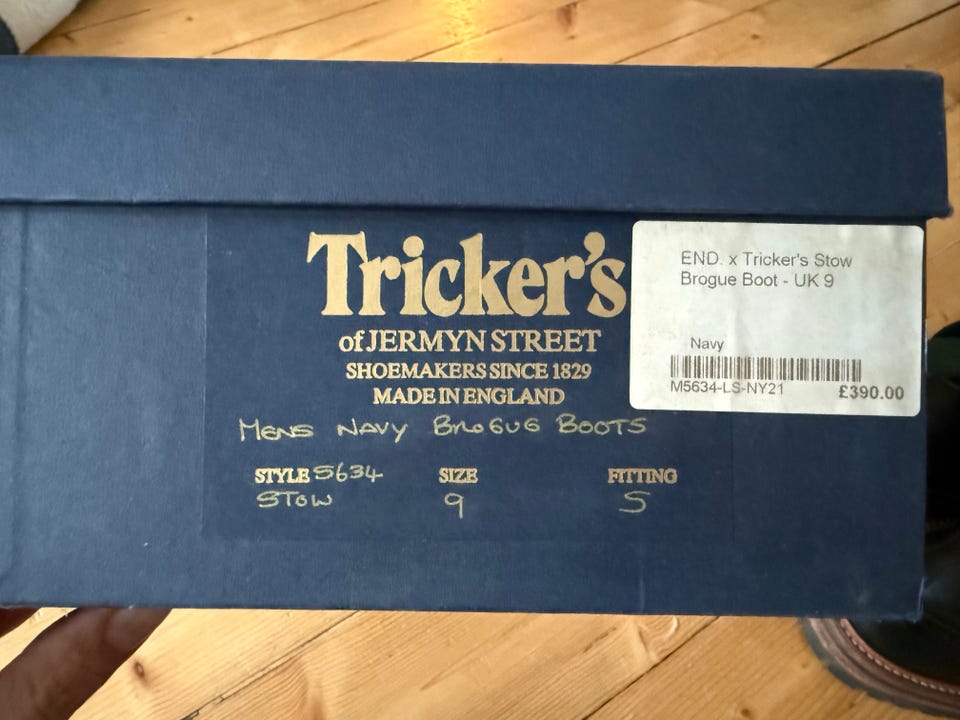 Tricker's
of JERMYN STREET
SHOEMAKERS SINCE 1829
MADE IN ENGLAND
MENS NAVY BROGUE BOOTS
STYLE 5634 SIZE FITTING
STOW 9 5
END. x Tricker's Stow
Brogue Boot - UK 9
Navy
M5634-LS-NY21
£390.00